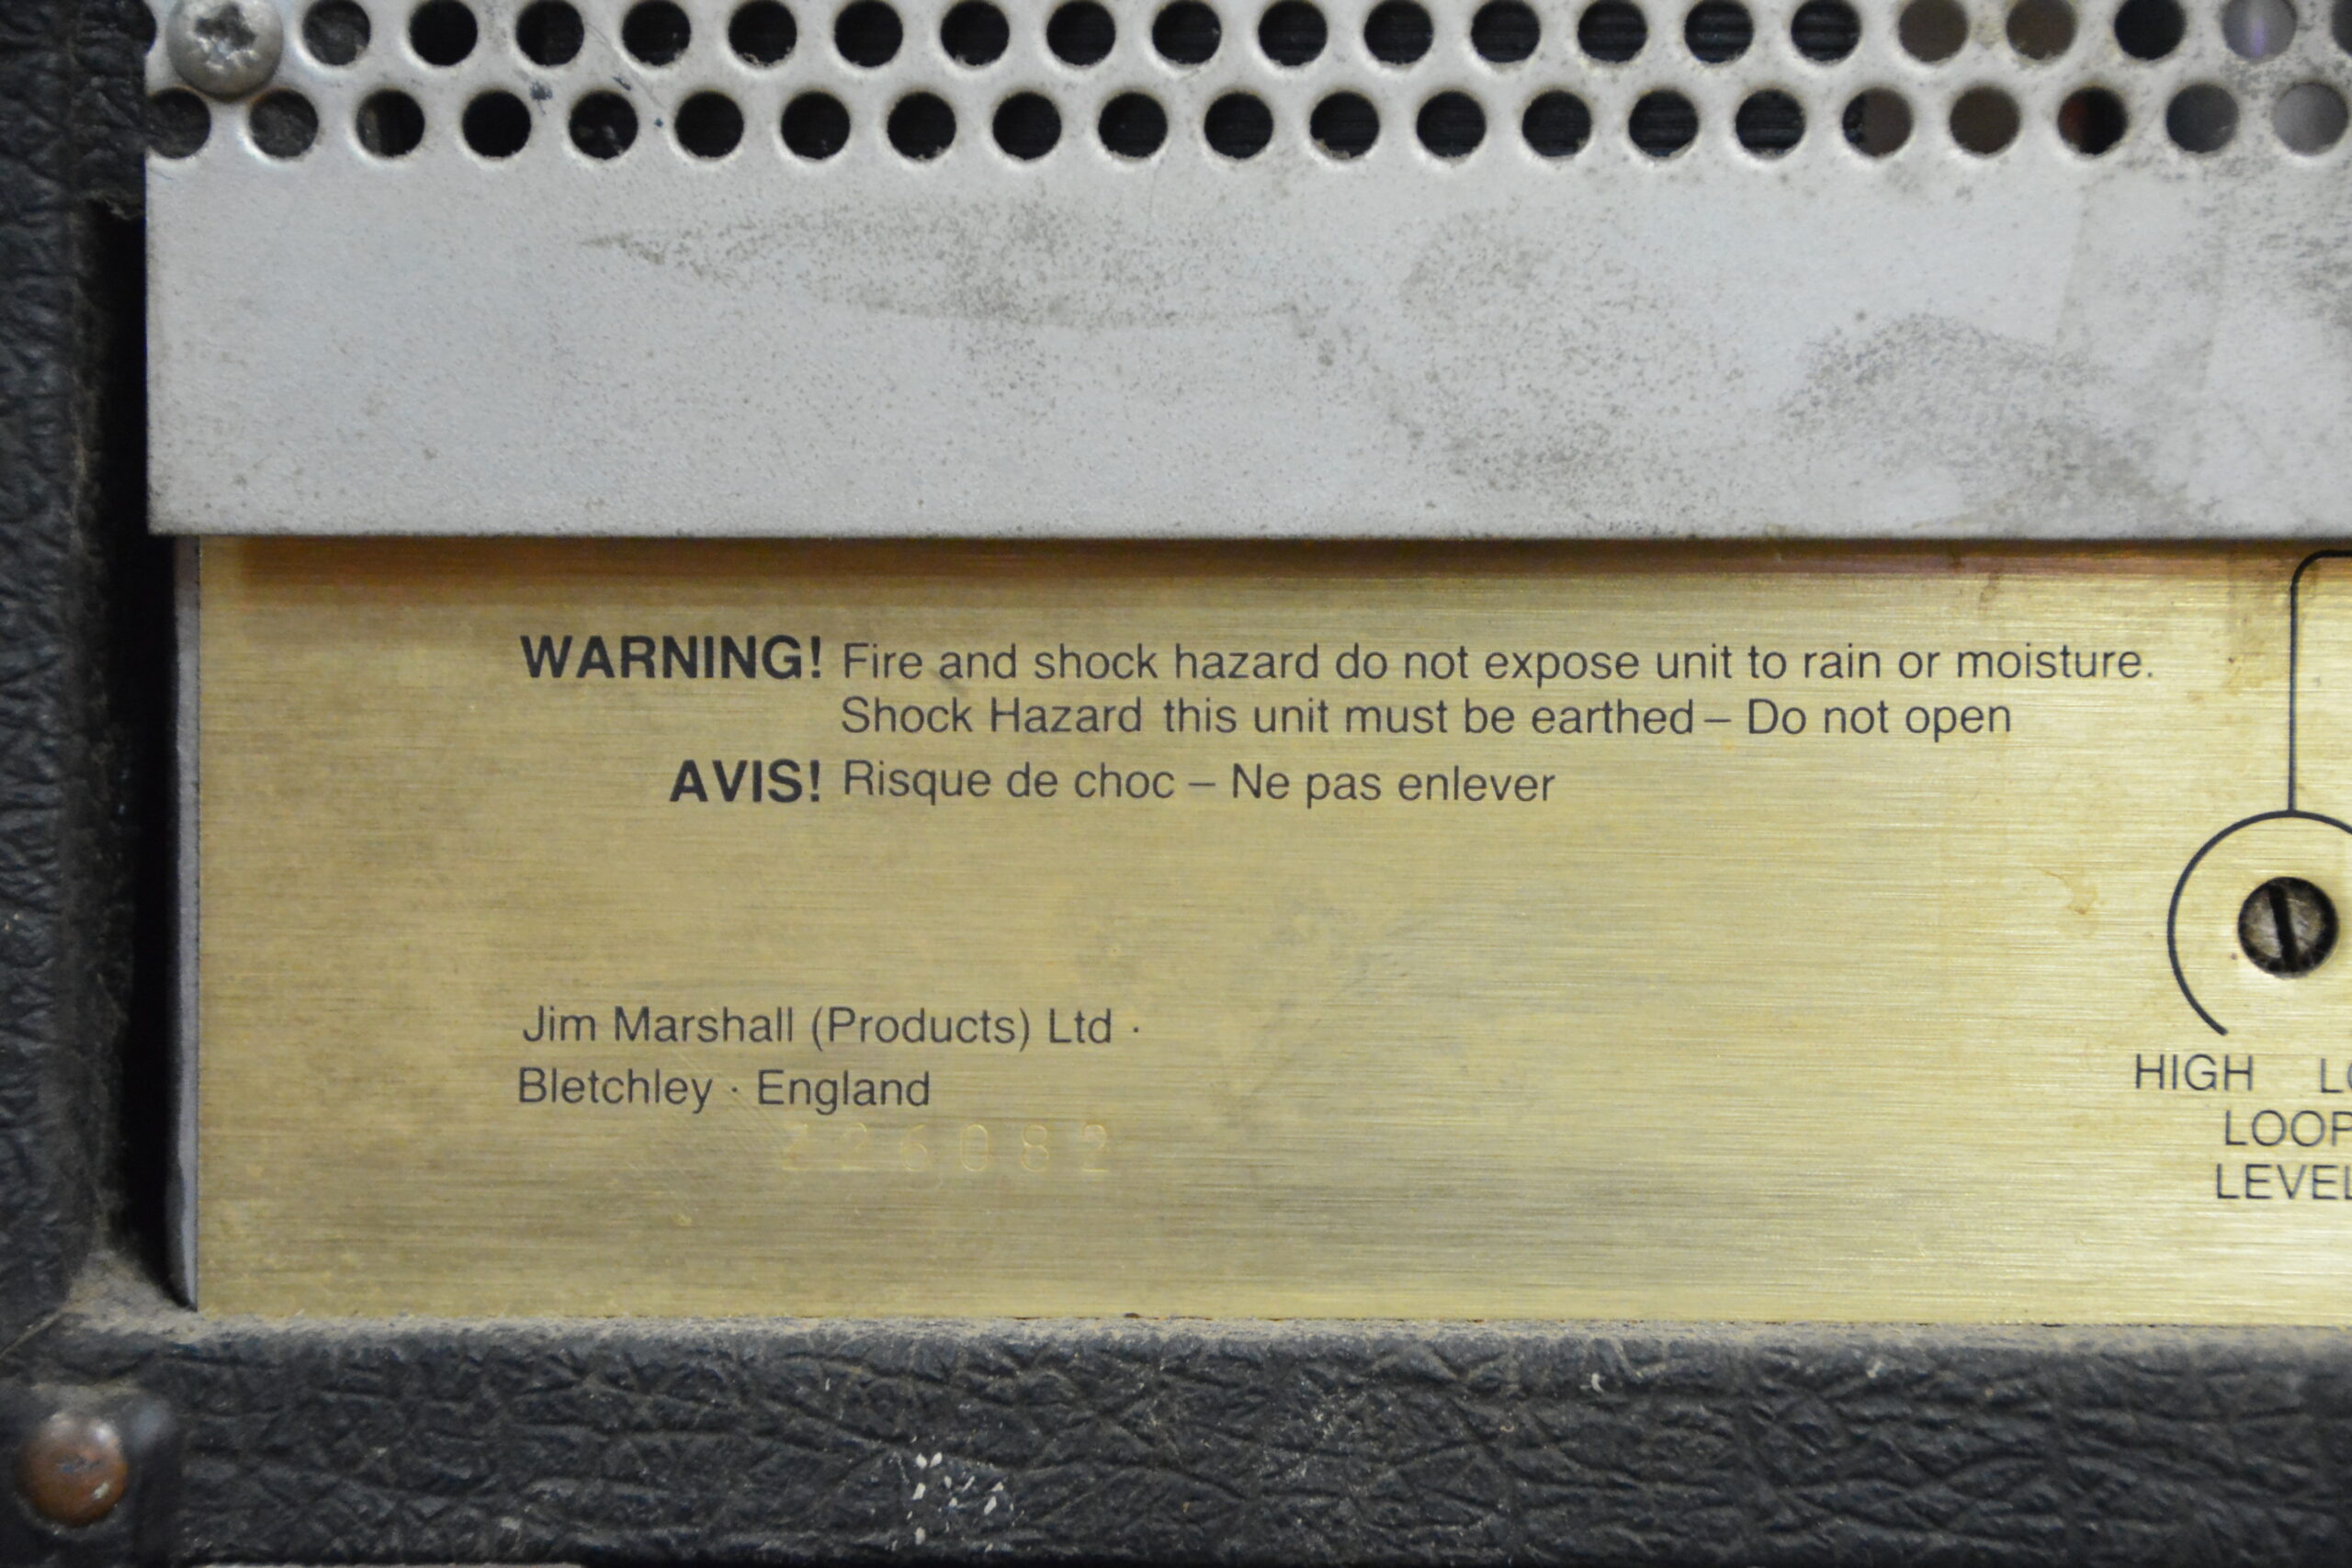 WARNING! Fire and shock hazard do not expose unit to rain or moisture.
Shock Hazard this unit must be earthed – Do not open
AVIS! Risque de choc – Ne pas enlever
Jim Marshall (Products) Ltd ·
Bletchley · England
HIGH
LOOP
LEVEL